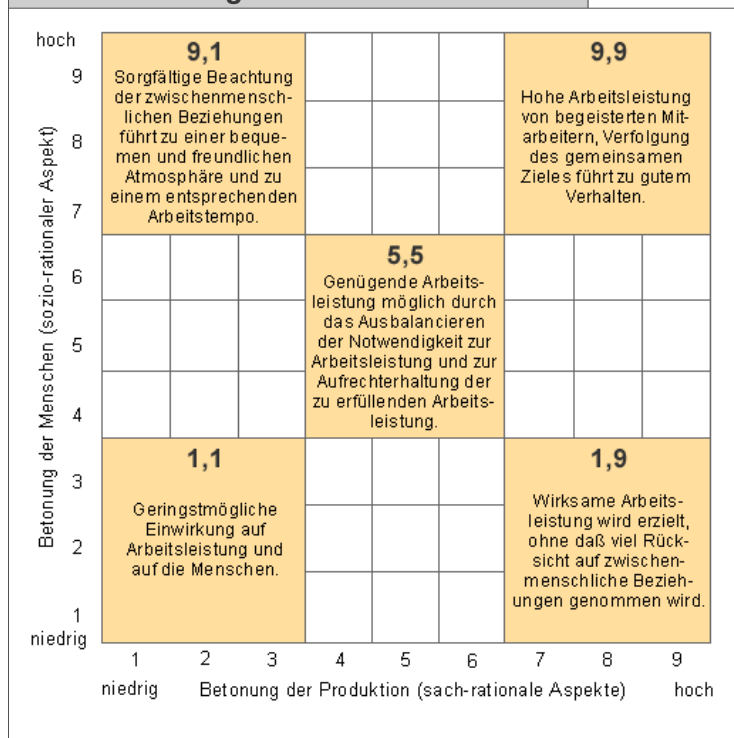 hoch
9,1
Sorgfältige Beachtung
der zwischenmensch-
lichen Beziehungen
führt zu einer beque-
men und freundlichen
Atmosphäre und zu
einem entsprechenden
Arbeitstempo.
9,9
Hohe Arbeitsleistung
von begeisterten Mit-
arbeitern, Verfolgung
des gemeinsamen
Zieles führt zu gutem
Verhalten.
5,5
Genügende Arbeits-
leistung möglich durch
das Ausbalancieren
der Notwendigkeit zur
Arbeitsleistung und zur
Aufrechterhaltung der
zu erfüllenden Arbeits-
leistung.
1,1
Geringstmögliche
Einwirkung auf
Arbeitsleistung und
auf die Menschen.
1,9
Wirksame Arbeits-
leistung wird erzielt,
ohne daß viel Rück-
sicht auf zwischen-
menschliche Bezieh-
ungen genommen wird.
Betonung der Menschen (sozio-rationaler Aspekt)
9
8
7
6
5
4
3
2
1
niedrig
1 2 3 4 5 6 7 8 9
niedrig Betonung der Produktion (sach-rationale Aspekte) hoch